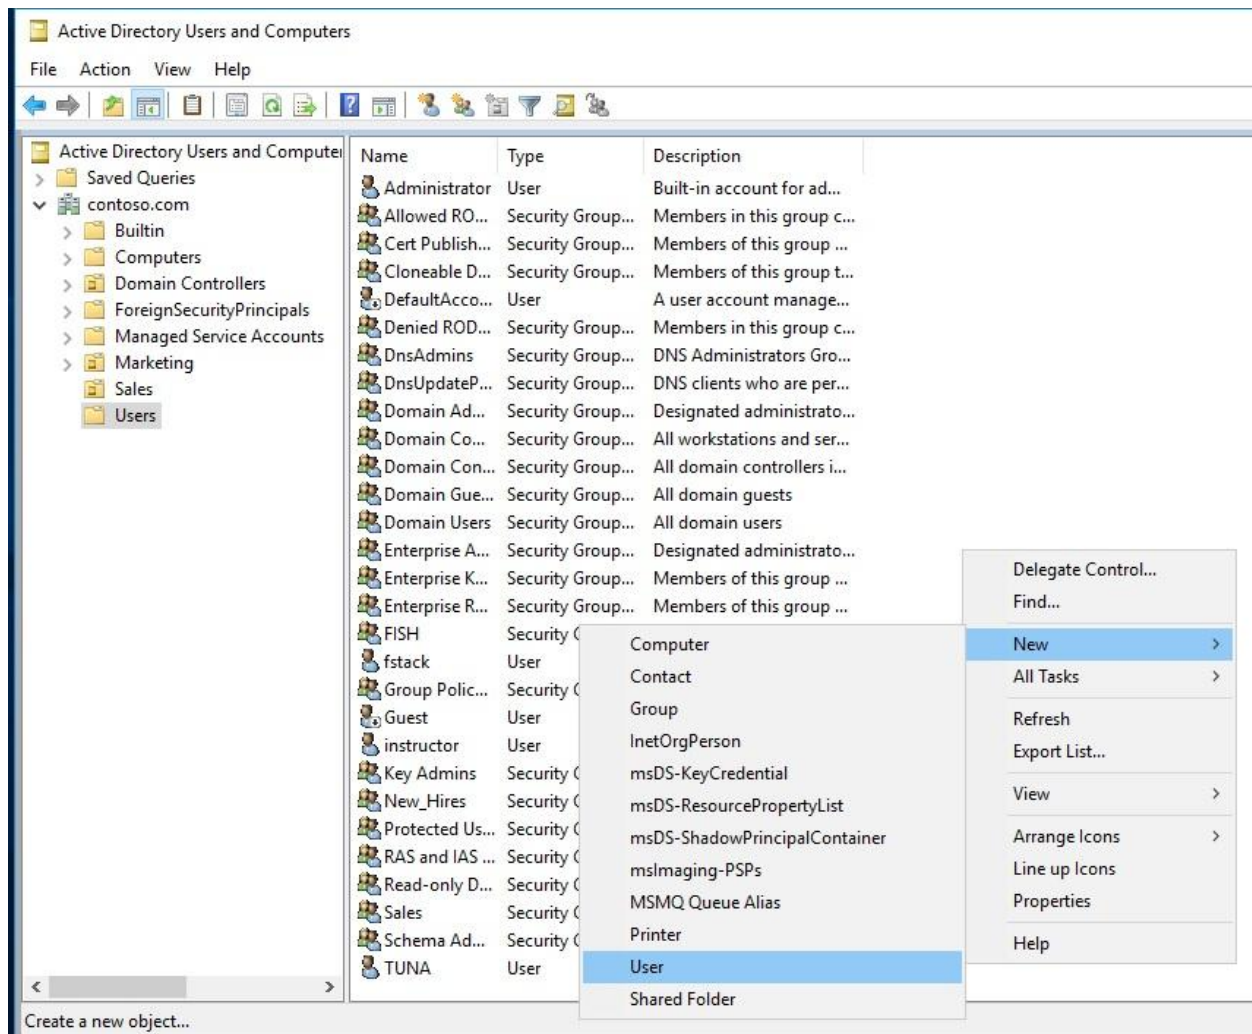 Active Directory Users and Computers
File Action View Help
Active Directory Users and Computer
Saved Queries
contoso.com
Builtin
Computers
Domain Controllers
ForeignSecurityPrincipals
Managed Service Accounts
Marketing
Sales
Users
Name Type Description
Administrator User Built-in account for ad...
Allowed RO... Security Group... Members in this group c...
Cert Publish... Security Group... Members of this group ...
Cloneable D... Security Group... Members of this group t...
DefaultAcco... User A user account manage...
Denied ROD... Security Group... Members in this group c...
DnsAdmins Security Group... DNS Administrators Gro...
DnsUpdateP... Security Group... DNS clients who are per...
Domain Ad... Security Group... Designated administrato...
Domain Co... Security Group... All workstations and ser...
Domain Con... Security Group... All domain controllers i...
Domain Gue... Security Group... All domain guests
Domain Users Security Group... All domain users
Enterprise A... Security Group... Designated administrato...
Enterprise K... Security Group... Members of this group ...
Enterprise R... Security Group... Members of this group ...
FISH Security G
fstack User
Group Polic... Security G
Guest User
instructor User
Key Admins Security G
New_Hires Security G
Protected Us... Security G
RAS and IAS ... Security G
Read-only D... Security G
Sales Security G
Schema Ad... Security G
TUNA User
Computer
Contact
Group
InetOrgPerson
msDS-KeyCredential
msDS-ResourcePropertyList
msDS-ShadowPrincipalContainer
msImaging-PSPs
MSMQ Queue Alias
Printer
User
Shared Folder
Delegate Control...
Find...
New
All Tasks
Refresh
Export List...
View
Arrange Icons
Line up Icons
Properties
Help
Create a new object...